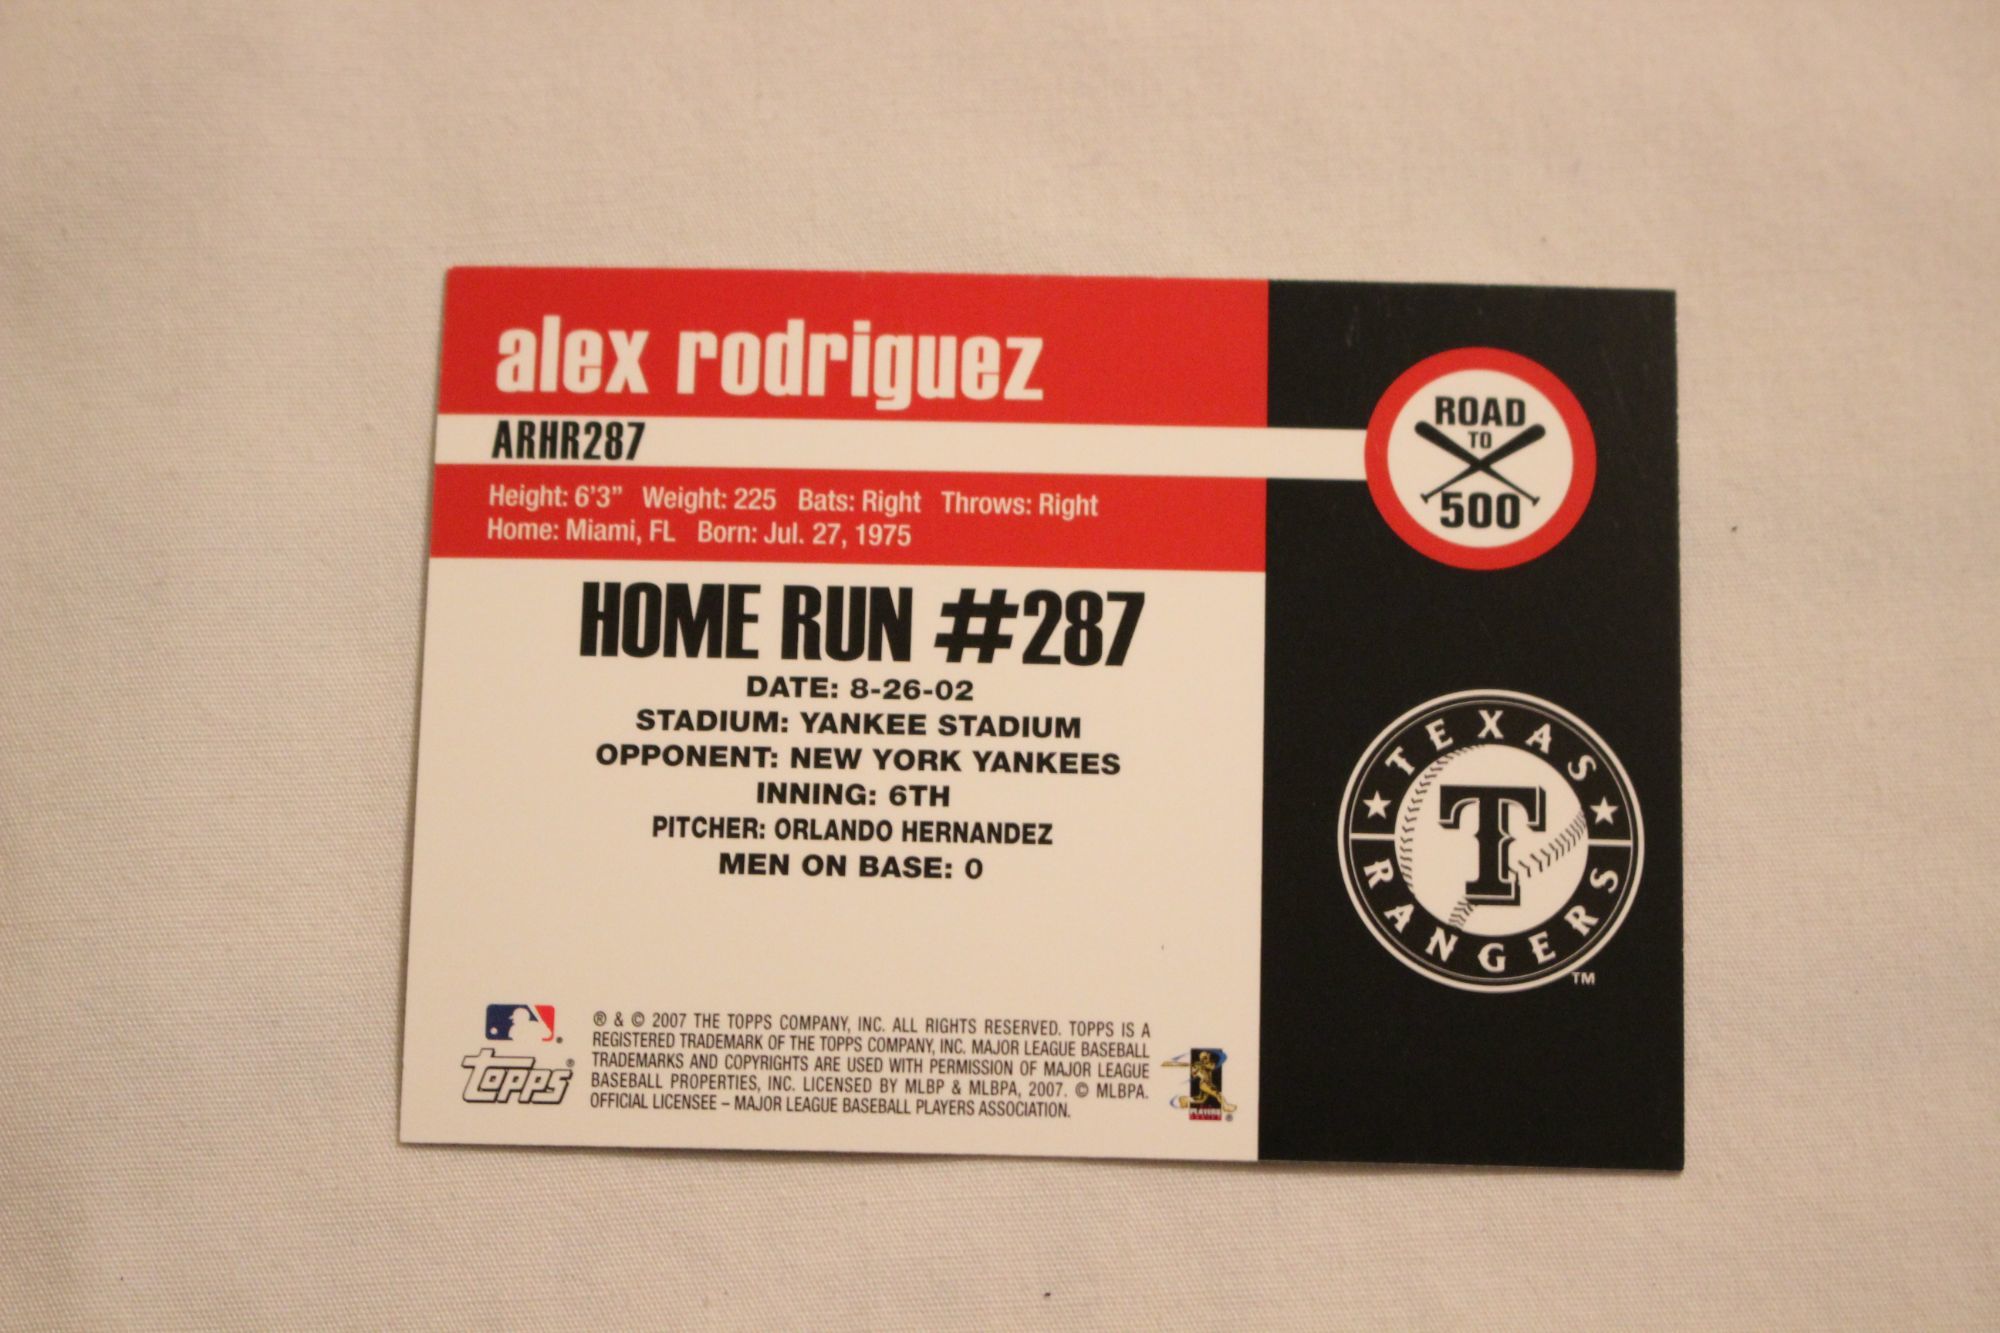 alex rodriguez
ARHR287
Height: 6'3" Weight: 225 Bats: Right Throws: Right
Home: Miami, FL Born: Jul. 27, 1975
ROAD
TO
500
HOME RUN #287
DATE: 8-26-02
STADIUM: YANKEE STADIUM
OPPONENT: NEW YORK YANKEES
INNING: 6TH
PITCHER: ORLANDO HERNANDEZ
MEN ON BASE: 0
TEXAS
T
RANGERS
TM
® & © 2007 THE TOPPS COMPANY, INC. ALL RIGHTS RESERVED. TOPPS IS A
REGISTERED TRADEMARK OF THE TOPPS COMPANY, INC. MAJOR LEAGUE BASEBALL
TRADEMARKS AND COPYRIGHTS ARE USED WITH PERMISSION OF MAJOR LEAGUE
BASEBALL PROPERTIES, INC. LICENSED BY MLBP & MLBPA, 2007. © MLBPA.
OFFICIAL LICENSEE – MAJOR LEAGUE BASEBALL PLAYERS ASSOCIATION.
Topps®
PLAYERS
®